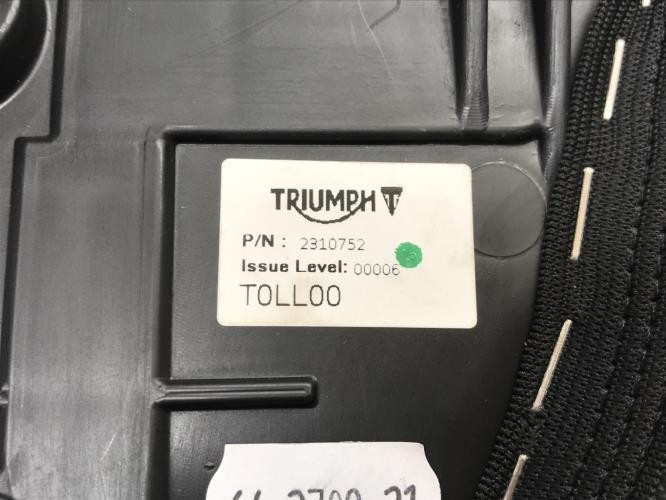 TRIUMPH
P/N : 2310752
Issue Level: 00006
TOLL00